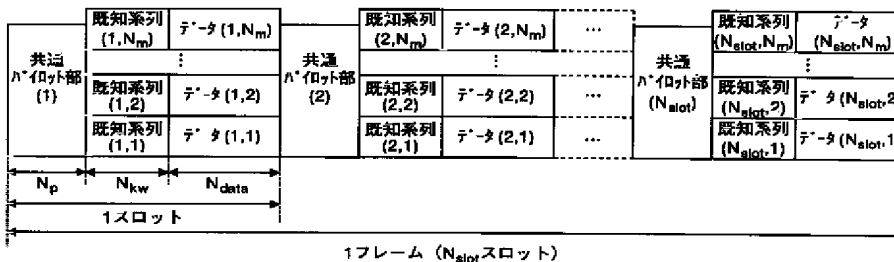 既知系列 (1,Nm) データ(1,Nm) 既知系列 (2,Nm) データ(2,Nm) … 既知系列 (Nslot,Nm) データ (Nslot,Nm)
共通 パイロット部 (1) ⋮ 共通 パイロット部 (2) ⋮ 共通 パイロット部 (Nslot) ⋮
既知系列 (1,2) データ(1,2) 既知系列 (2,2) データ(2,2) … 既知系列 (Nslot,2) データ(Nslot,2
既知系列 (1,1) データ(1,1) 既知系列 (2,1) データ(2,1) … 既知系列 (Nslot,1) データ(Nslot,1
Np Nkw Ndata
1スロット
1フレーム(Nslotスロット)